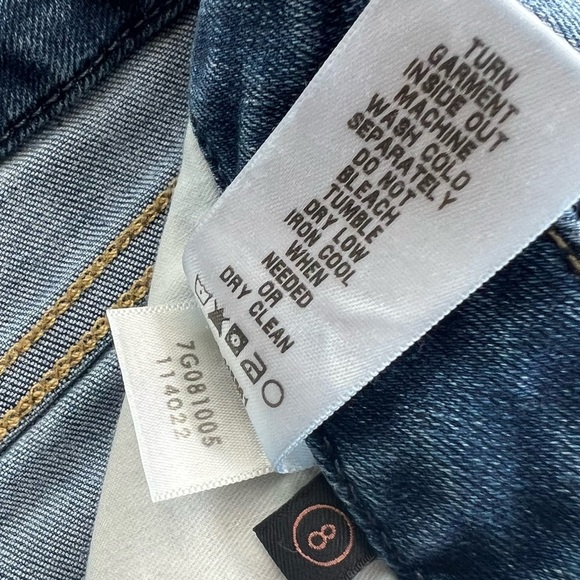 TURN
GARMENT
INSIDE OUT
MACHINE
WASH COLD
SEPARATELY
DO NOT
BLEACH
TUMBLE
DRY LOW
IRON COOL
WHEN
NEEDED
OR
DRY CLEAN
7G081005
114022
8